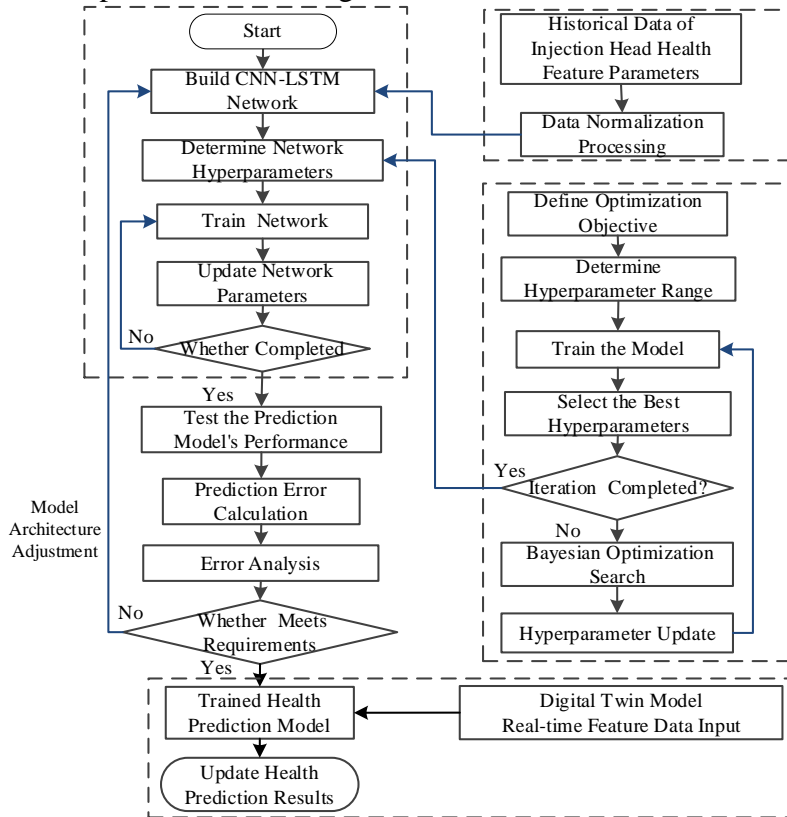 Start
Build CNN-LSTM
Network
Determine Network
Hyperparameters
Train Network
Update Network
Parameters
No
Whether Completed
Yes
Test the Prediction
Model's Performance
Prediction Error
Calculation
Model
Architecture
Adjustment
Error Analysis
No
Whether Meets
Requirements
Yes
Trained Health
Prediction Model
Update Health
Prediction Results
Historical Data of
Injection Head Health
Feature Parameters
Data Normalization
Processing
Define Optimization
Objective
Determine
Hyperparameter Range
Train the Model
Select the Best
Hyperparameters
Yes
Iteration Completed?
No
Bayesian Optimization
Search
Hyperparameter Update
Digital Twin Model
Real-time Feature Data Input